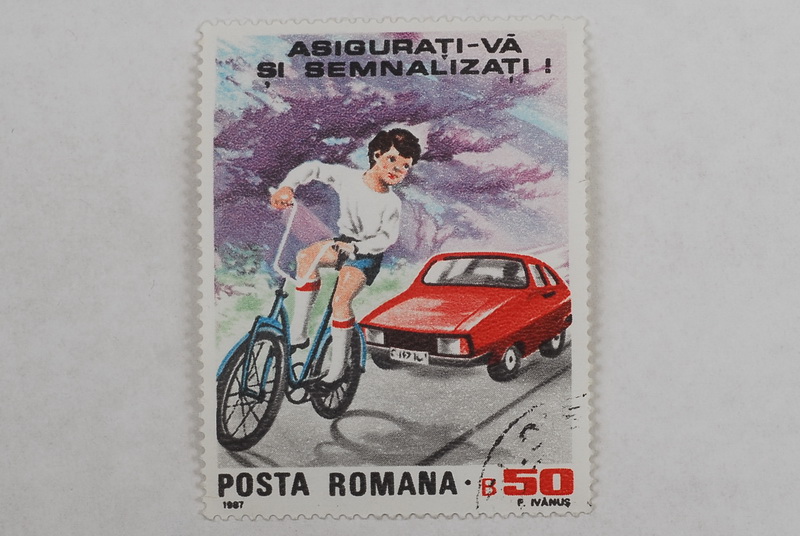 ASIGURAȚI-VĂ
ȘI SEMNALIZAȚI !
POSTA ROMANA · B 50
1987 F. IVĂNUȘ